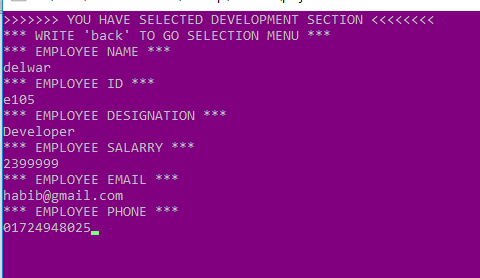 >>>>>>> YOU HAVE SELECTED DEVELOPMENT SECTION <<<<<<<<
*** WRITE 'back' TO GO SELECTION MENU ***
*** EMPLOYEE NAME ***
delwar
*** EMPLOYEE ID ***
e105
*** EMPLOYEE DESIGNATION ***
Developer
*** EMPLOYEE SALARRY ***
2399999
*** EMPLOYEE EMAIL ***
habib@gmail.com
*** EMPLOYEE PHONE ***
01724948025